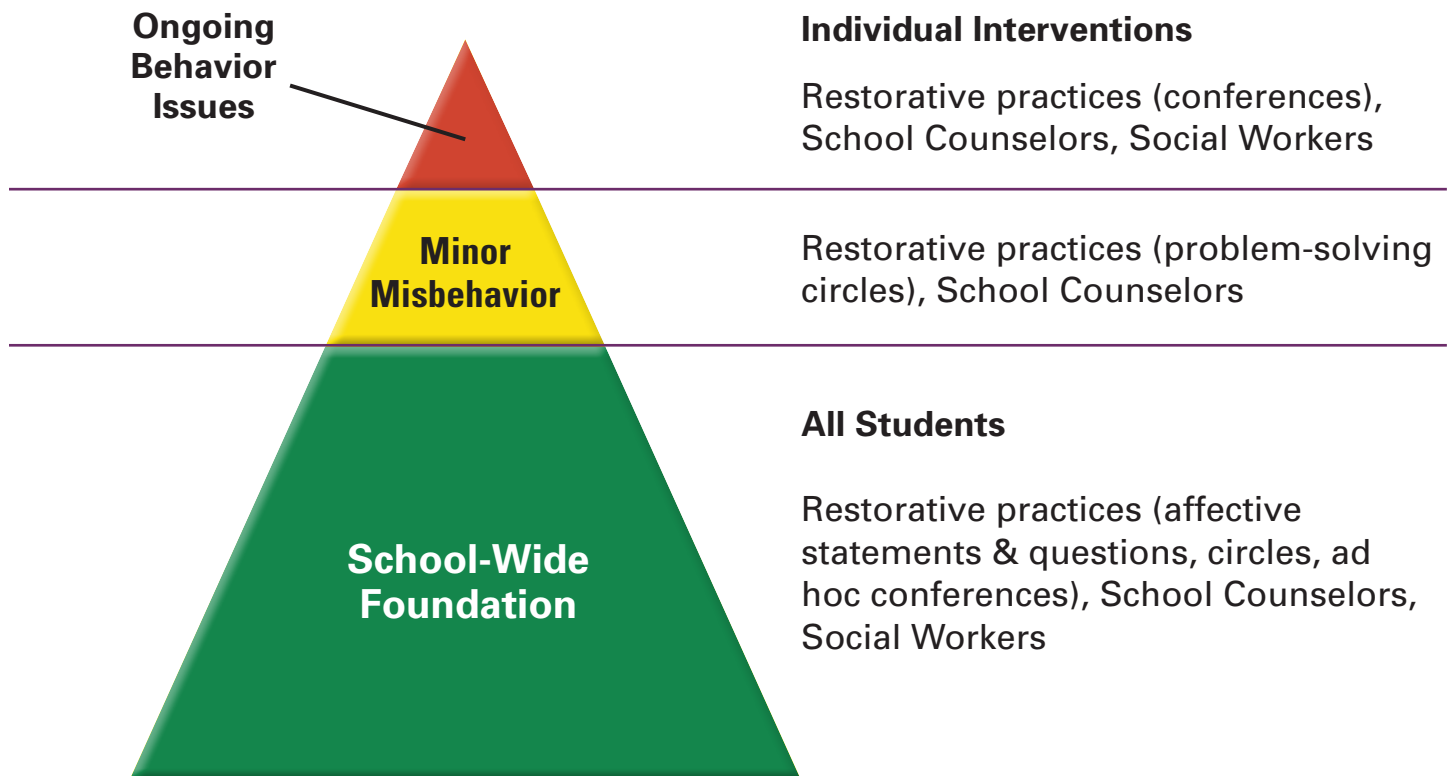 Ongoing
Behavior
Issues
Individual Interventions
Restorative practices (conferences),
School Counselors, Social Workers
Minor
Misbehavior
Restorative practices (problem-solving
circles), School Counselors
School-Wide
Foundation
All Students
Restorative practices (affective
statements & questions, circles, ad
hoc conferences), School Counselors,
Social Workers